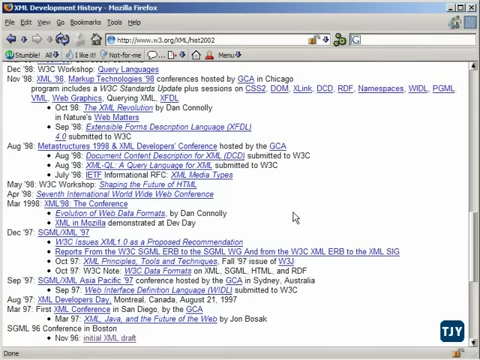 XML Development History - Mozilla Firefox
File Edit View Go Bookmarks Tools Help
http://www.w3.org/XML/hist2002
Stumble! All I like it! Not-for-me Menu
Dec '98: W3C Workshop: Query Languages
Nov '98: XML '98, Markup Technologies '98 conferences hosted by GCA in Chicago
program includes a W3C Standards Update plus sessions on CSS2, DOM, XLink, DCD, RDF, Namespaces, WIDL, PGML,
VML, Web Graphics, Querying XML, XFDL
• Oct 98: The XML Revolution by Dan Connolly
in Nature's Web Matters
• Sep '98: Extensible Forms Description Language (XFDL)
4.0 submitted to W3C
Aug '98: Metastructures 1998 & XML Developers' Conference hosted by the GCA
• Aug '98: Document Content Description for XML (DCD) submitted to W3C
• Aug '98: XML-QL: A Query Language for XML submitted to W3C
• July '98: IETF Informational RFC: XML Media Types
May '98: W3C Workshop: Shaping the Future of HTML
Apr '98: Seventh International World Wide Web Conference
Mar 1998: XML'98: The Conference
• Evolution of Web Data Formats, by Dan Connolly
• XML in Mozilla demonstrated at Dev Day
Dec '97: SGML/XML '97
• W3C Issues XML1.0 as a Proposed Recommendation
• Reports From the W3C SGML ERB to the SGML WG And from the W3C XML ERB to the XML SIG
• Oct 97: XML Principles, Tools, and Techniques, Fall '97 issue of W3J
• Oct 97: W3C Note: W3C Data Formats on XML, SGML, HTML, and RDF
Sep '97: SGML/XML Asia Pacific '97 conference hosted by the GCA in Sydney, Australia
• Sep 97: Web Interface Definition Language (WIDL) submitted to W3C
Aug '97: XML Developers Day, Montreal, Canada, August 21, 1997
Mar 97: First XML Conference in San Diego, by the GCA
• Mar 97: XML, Java, and the Future of the Web by Jon Bosak
SGML 96 Conference in Boston
• Nov 96: initial XML draft
TJY
Done